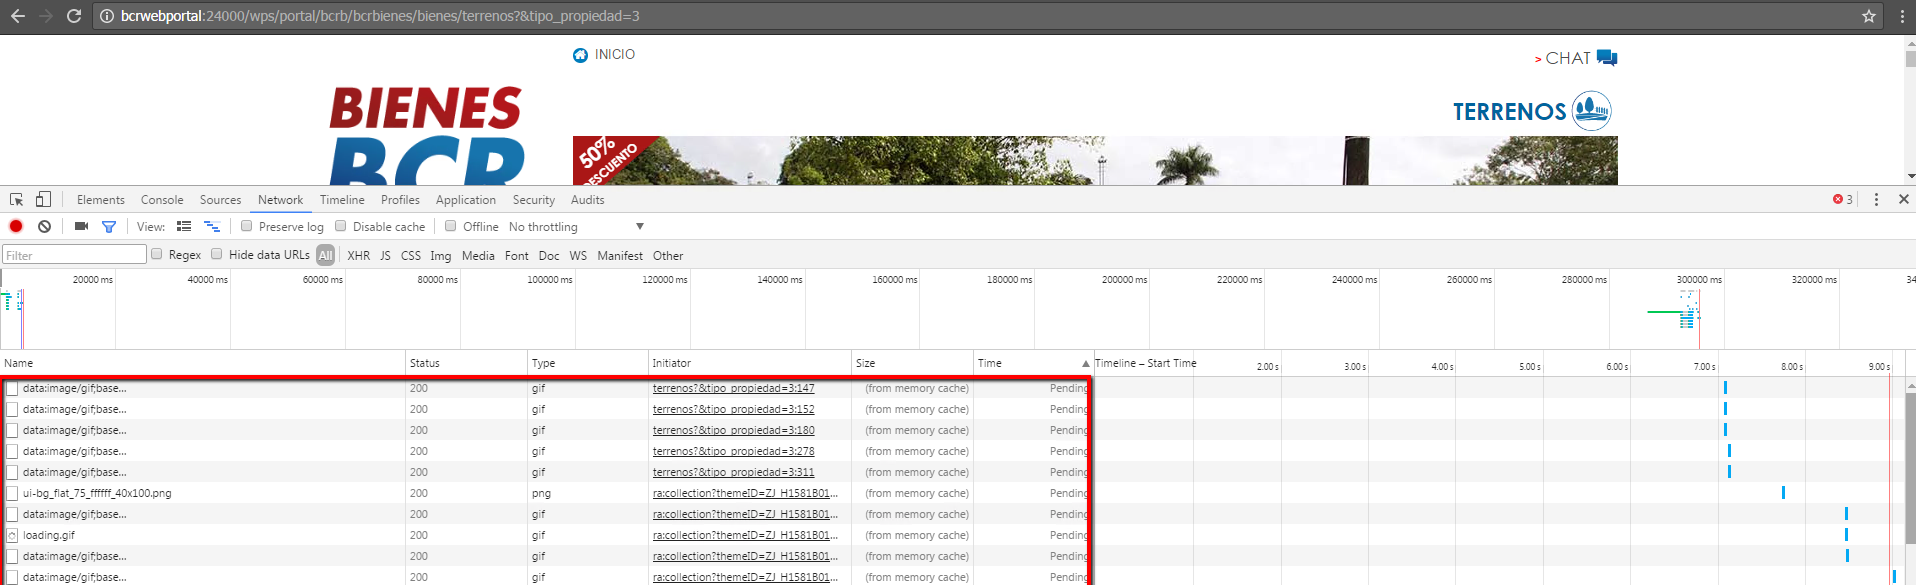 bcrwebportal:24000/wps/portal/bcrb/bcrbienes/bienes/terrenos?&tipo_propiedad=3
INICIO
> CHAT
BIENES
BCR
TERRENOS
50%
DESCUENTO
Elements Console Sources Network Timeline Profiles Application Security Audits 3
View: Preserve log Disable cache Offline No throttling
Filter Regex Hide data URLs All XHR JS CSS Img Media Font Doc WS Manifest Other
20000 ms 40000 ms 60000 ms 80000 ms 100000 ms 120000 ms 140000 ms 160000 ms 180000 ms 200000 ms 220000 ms 240000 ms 260000 ms 280000 ms 300000 ms 320000 ms 34
Name Status Type Initiator Size Time Timeline – Start Time 2.00 s 3.00 s 4.00 s 5.00 s 6.00 s 7.00 s 8.00 s 9.00 s
data:image/gif;base... 200 gif terrenos?&tipo_propiedad=3:147 (from memory cache) Pending
data:image/gif;base... 200 gif terrenos?&tipo_propiedad=3:152 (from memory cache) Pending
data:image/gif;base... 200 gif terrenos?&tipo_propiedad=3:180 (from memory cache) Pending
data:image/gif;base... 200 gif terrenos?&tipo_propiedad=3:278 (from memory cache) Pending
data:image/gif;base... 200 gif terrenos?&tipo_propiedad=3:311 (from memory cache) Pending
ui-bg_flat_75_ffffff_40x100.png 200 png ra:collection?themeID=ZJ_H1581B01... (from memory cache) Pending
data:image/gif;base... 200 gif ra:collection?themeID=ZJ_H1581B01... (from memory cache) Pending
loading.gif 200 gif ra:collection?themeID=ZJ_H1581B01... (from memory cache) Pending
data:image/gif;base... 200 gif ra:collection?themeID=ZJ_H1581B01... (from memory cache) Pending
data:image/gif;base... 200 gif ra:collection?themeID=ZJ_H1581B01... (from memory cache) Pending